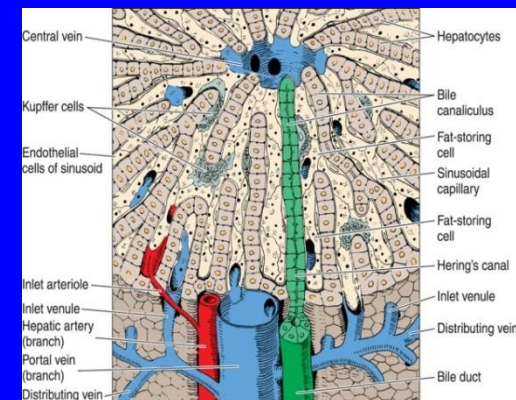 Central vein
Kupffer cells
Endothelial
cells of sinusoid
Inlet arteriole
Inlet venule
Hepatic artery
(branch)
Portal vein
(branch)
Distributing vein
Hepatocytes
Bile
canaliculus
Fat-storing
cell
Sinusoidal
capillary
Fat-storing
cell
Hering's canal
Inlet venule
Distributing vein
Bile duct